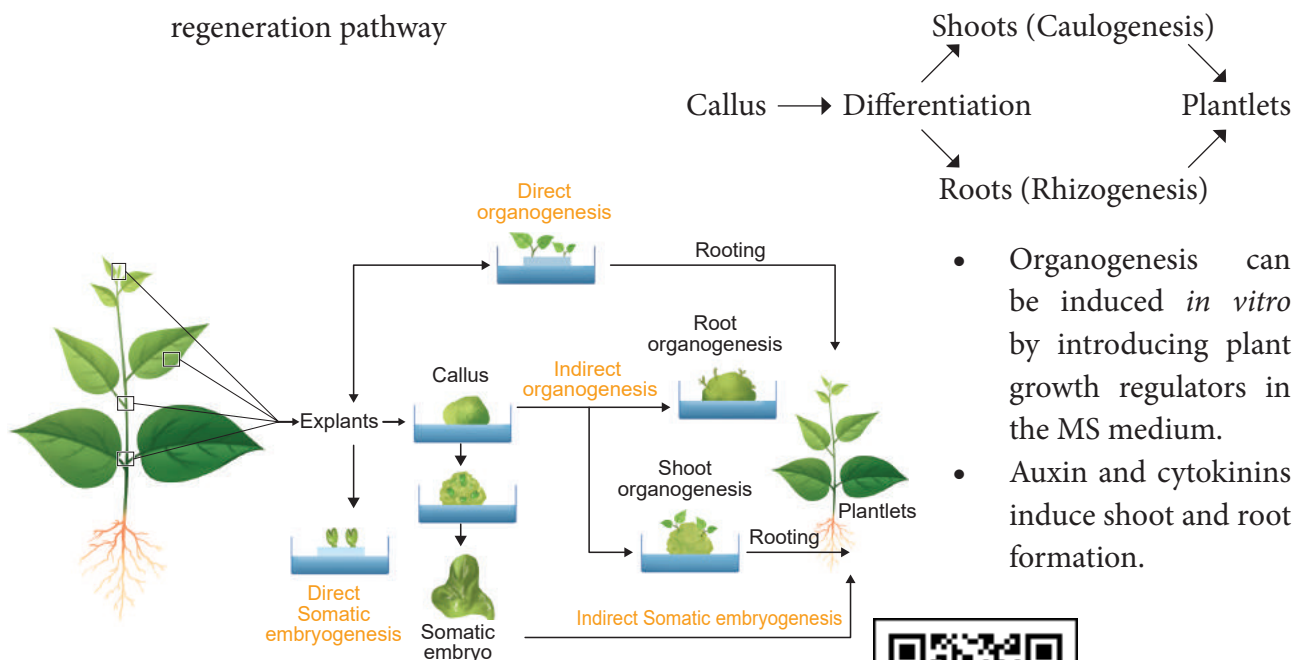 regeneration pathway
Shoots (Caulogenesis)
Callus
Differentiation
Plantlets
Roots (Rhizogenesis)
Direct
organogenesis
Rooting
Root
organogenesis
Callus
Indirect
organogenesis
Explants
Shoot
organogenesis
Plantlets
Rooting
Direct
Somatic
embryogenesis
Somatic
embryo
Indirect Somatic embryogenesis
• Organogenesis can
be induced in vitro
by introducing plant
growth regulators in
the MS medium.
• Auxin and cytokinins
induce shoot and root
formation.